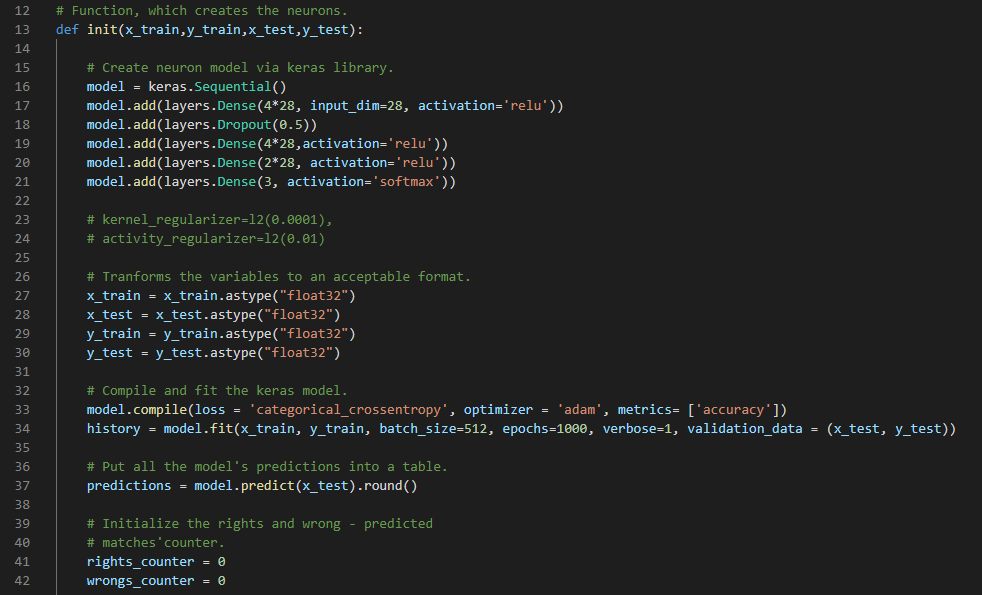 12 # Function, which creates the neurons.
13 def init(x_train,y_train,x_test,y_test):
14
15     # Create neuron model via keras library.
16     model = keras.Sequential()
17     model.add(layers.Dense(4*28, input_dim=28, activation='relu'))
18     model.add(layers.Dropout(0.5))
19     model.add(layers.Dense(4*28,activation='relu'))
20     model.add(layers.Dense(2*28, activation='relu'))
21     model.add(layers.Dense(3, activation='softmax'))
22
23     # kernel_regularizer=l2(0.0001),
24     # activity_regularizer=l2(0.01)
25
26     # Tranforms the variables to an acceptable format.
27     x_train = x_train.astype("float32")
28     x_test = x_test.astype("float32")
29     y_train = y_train.astype("float32")
30     y_test = y_test.astype("float32")
31
32     # Compile and fit the keras model.
33     model.compile(loss = 'categorical_crossentropy', optimizer = 'adam', metrics= ['accuracy'])
34     history = model.fit(x_train, y_train, batch_size=512, epochs=1000, verbose=1, validation_data = (x_test, y_test))
35
36     # Put all the model's predictions into a table.
37     predictions = model.predict(x_test).round()
38
39     # Initialize the rights and wrong - predicted
40     # matches'counter.
41     rights_counter = 0
42     wrongs_counter = 0